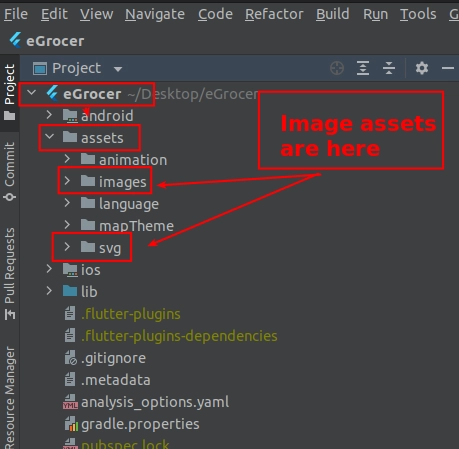 File Edit View Navigate Code Refactor Build Run Tools G
eGrocer
Project
eGrocer ~/Desktop/eGrocer
android
assets
animation
images
language
mapTheme
svg
ios
lib
.flutter-plugins
.flutter-plugins-dependencies
.gitignore
.metadata
analysis_options.yaml
gradle.properties
pubspec.lock
Image assets
are here
Project
Commit
Pull Requests
Resource Manager